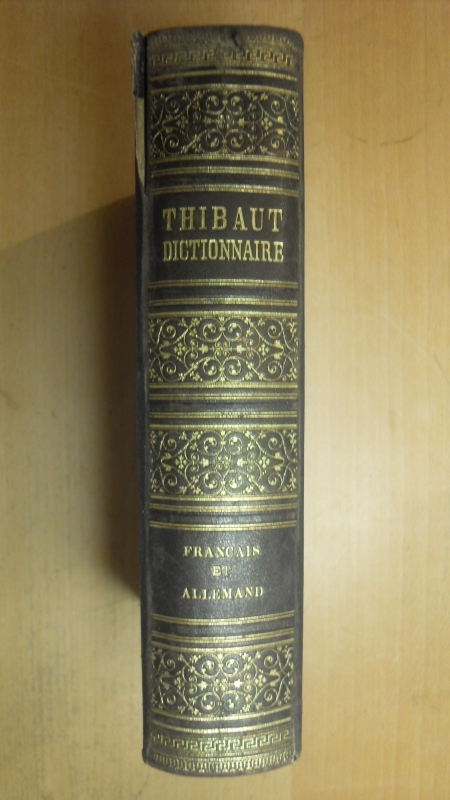 THIBAUT
DICTIONNAIRE
FRANCAIS
ET
ALLEMAND